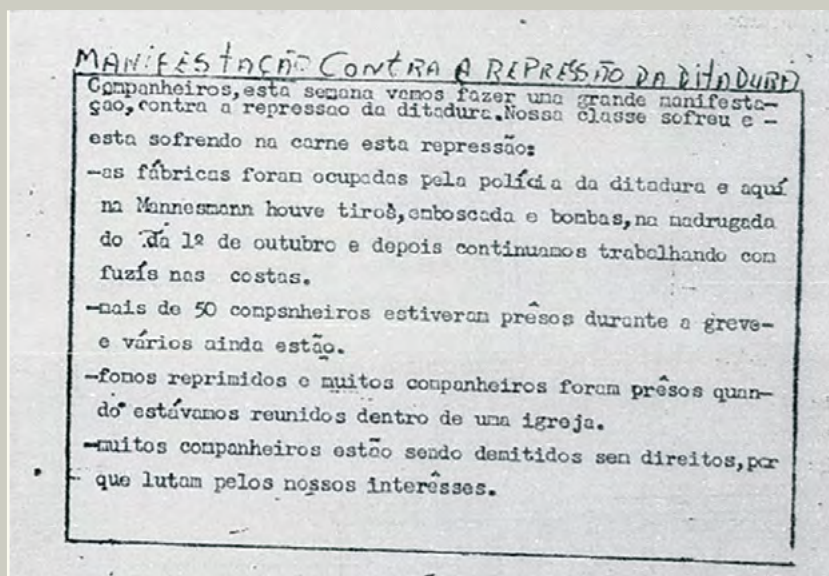 MANIFESTAÇÃO CONTRA A REPRESSÃO DA DITADURA
Companheiros,esta semana vamos fazer uma grande manifesta-
çao,contra a repressao da ditadura.Nossa classe sofreu e -
esta sofrendo na carne esta repressão:
-as fábricas foram ocupadas pela polícia da ditadura e aquí
na Mannesmann houve tiros,emboscada e bombas,na madrugada
do da 1º de outubro e depois continuamos trabalhando com
fuzís nas costas.
-mais de 50 compsnheiros estiveram prêsos durante a greve-
e vários ainda estão.
-fomos reprimidos e muitos companheiros foram prêsos quan-
do estávamos reunidos dentro de uma igreja.
-muitos companheiros estão sendo demitidos sem direitos,por
que lutam pelos nossos interêsses.